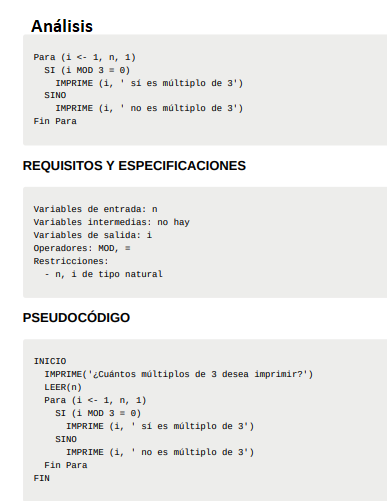 Análisis
Para (i <- 1, n, 1)
  SI (i MOD 3 = 0)
    IMPRIME (i, ' sí es múltiplo de 3')
  SINO
    IMPRIME (i, ' no es múltiplo de 3')
Fin Para
REQUISITOS Y ESPECIFICACIONES
Variables de entrada: n
Variables intermedias: no hay
Variables de salida: i
Operadores: MOD, =
Restricciones:
  - n, i de tipo natural
PSEUDOCÓDIGO
INICIO
  IMPRIME('¿Cuántos múltiplos de 3 desea imprimir?')
  LEER(n)
  Para (i <- 1, n, 1)
    SI (i MOD 3 = 0)
      IMPRIME (i, ' sí es múltiplo de 3')
    SINO
      IMPRIME (i, ' no es múltiplo de 3')
  Fin Para
FIN